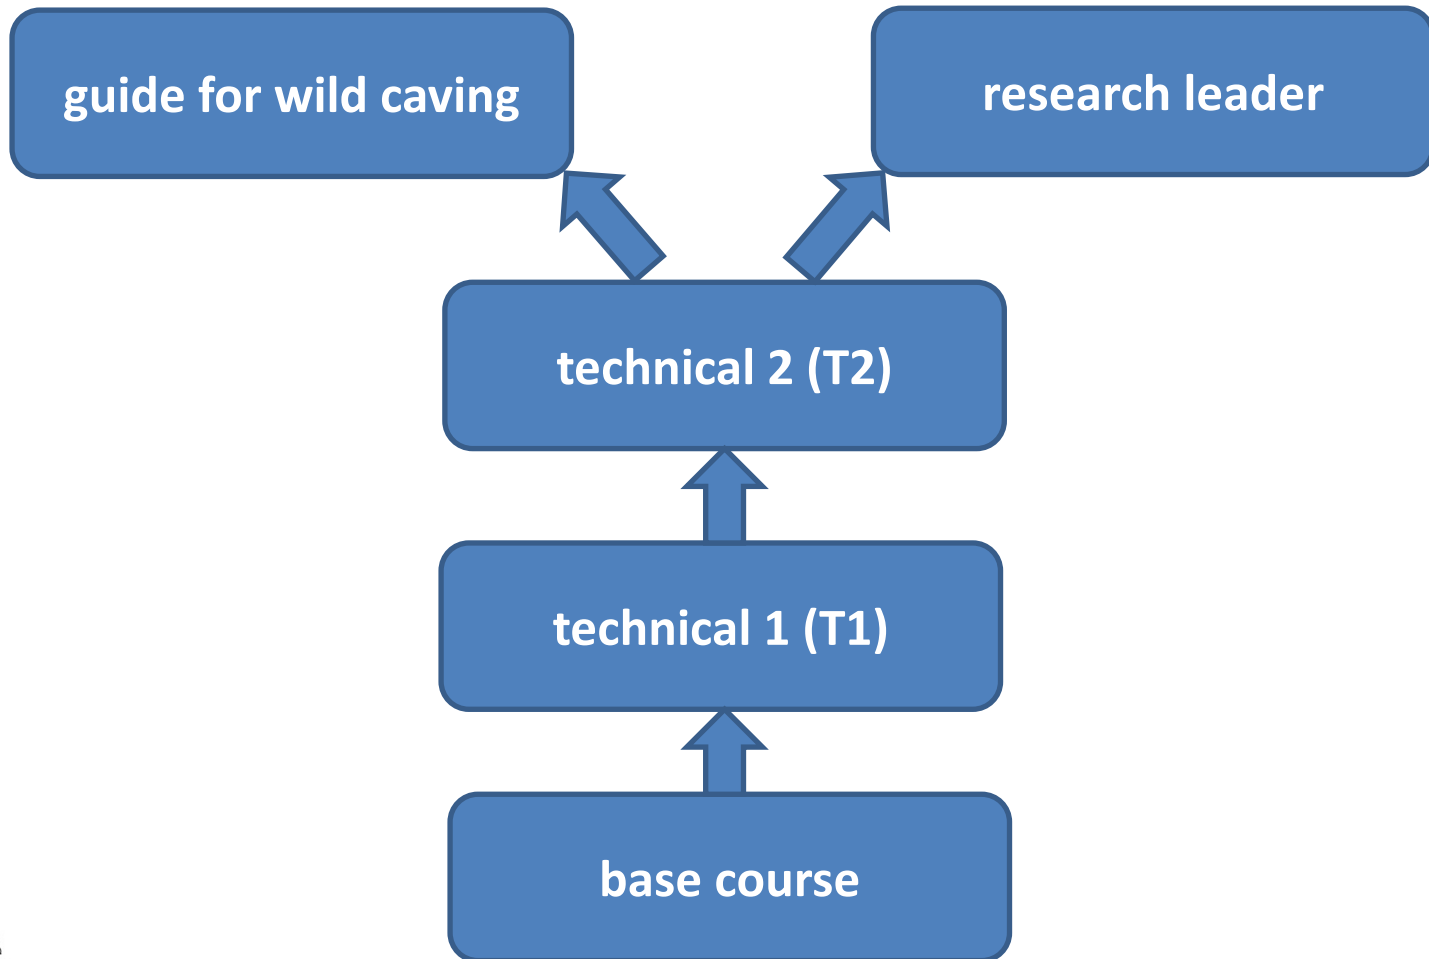 guide for wild caving
research leader
technical 2 (T2)
technical 1 (T1)
base course